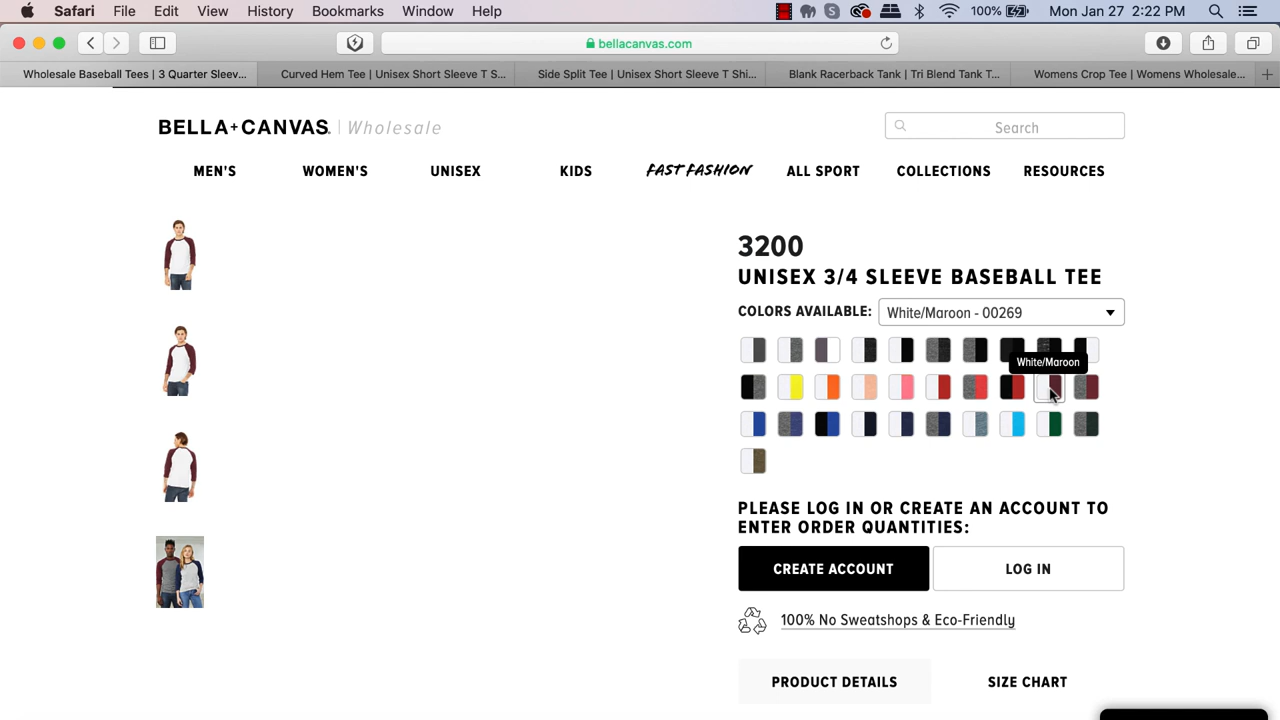 Safari File Edit View History Bookmarks Window Help 100% Mon Jan 27 2:22 PM
bellacanvas.com
Wholesale Baseball Tees | 3 Quarter Sleev... Curved Hem Tee | Unisex Short Sleeve T S... Side Split Tee | Unisex Short Sleeve T Shi... Blank Racerback Tank | Tri Blend Tank T... Womens Crop Tee | Womens Wholesale... +
BELLA+CANVAS. | Wholesale
Search
MEN'S WOMEN'S UNISEX KIDS FAST FASHION ALL SPORT COLLECTIONS RESOURCES
3200
UNISEX 3/4 SLEEVE BASEBALL TEE
COLORS AVAILABLE: White/Maroon - 00269
White/Maroon
PLEASE LOG IN OR CREATE AN ACCOUNT TO
ENTER ORDER QUANTITIES:
CREATE ACCOUNT LOG IN
100% No Sweatshops & Eco-Friendly
PRODUCT DETAILS SIZE CHART